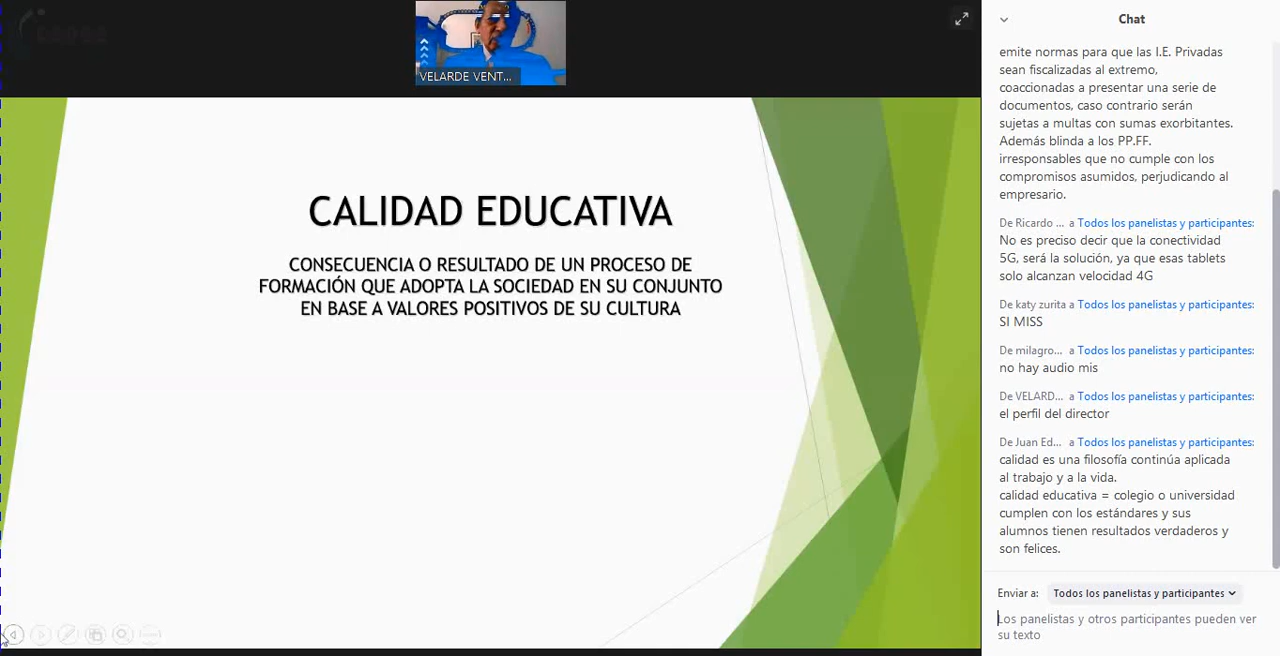 VELARDE VENT...
CALIDAD EDUCATIVA
CONSECUENCIA O RESULTADO DE UN PROCESO DE
FORMACIÓN QUE ADOPTA LA SOCIEDAD EN SU CONJUNTO
EN BASE A VALORES POSITIVOS DE SU CULTURA
Chat
emite normas para que las I.E. Privadas
sean fiscalizadas al extremo,
coaccionadas a presentar una serie de
documentos, caso contrario serán
sujetas a multas con sumas exorbitantes.
Además blinda a los PP.FF.
irresponsables que no cumple con los
compromisos asumidos, perjudicando al
empresario.
De Ricardo ... a Todos los panelistas y participantes:
No es preciso decir que la conectividad
5G, será la solución, ya que esas tablets
solo alcanzan velocidad 4G
De katy zurita a Todos los panelistas y participantes:
SI MISS
De milagro... a Todos los panelistas y participantes:
no hay audio mis
De VELARD... a Todos los panelistas y participantes:
el perfil del director
De Juan Ed... a Todos los panelistas y participantes:
calidad es una filosofía continúa aplicada
al trabajo y a la vida.
calidad educativa = colegio o universidad
cumplen con los estándares y sus
alumnos tienen resultados verdaderos y
son felices.
Enviar a: Todos los panelistas y participantes
Los panelistas y otros participantes pueden ver
su texto